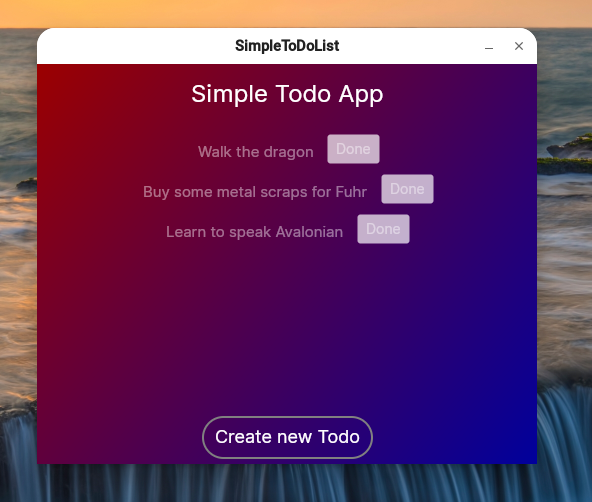 SimpleToDoList
Simple Todo App
Walk the dragon Done
Buy some metal scraps for Fuhr Done
Learn to speak Avalonian Done
Create new Todo